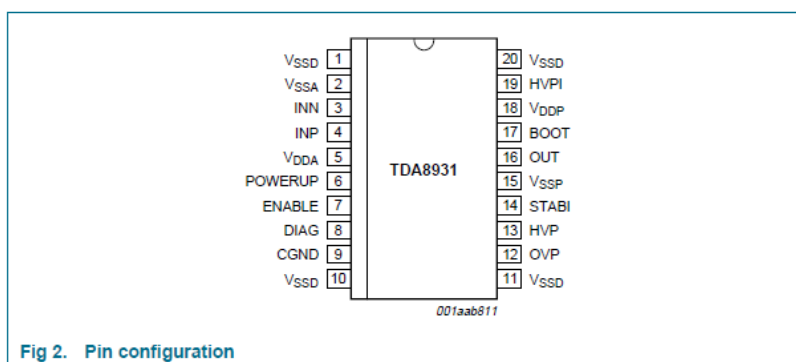 VSSD 1
VSSA 2
INN 3
INP 4
VDDA 5
POWERUP 6
ENABLE 7
DIAG 8
CGND 9
VSSD 10
TDA8931
20 VSSD
19 HVPI
18 VDDP
17 BOOT
16 OUT
15 VSSP
14 STABI
13 HVP
12 OVP
11 VSSD
001aab811
Fig 2. Pin configuration